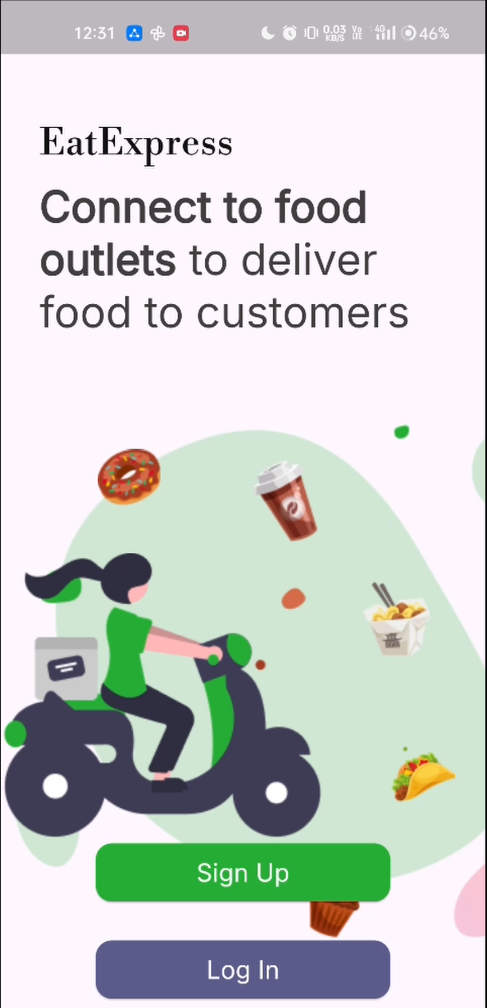 12:31 0.03 KB/S Yo LTE 4G 46%
EatExpress
Connect to food
outlets to deliver
food to customers
Sign Up
Log In